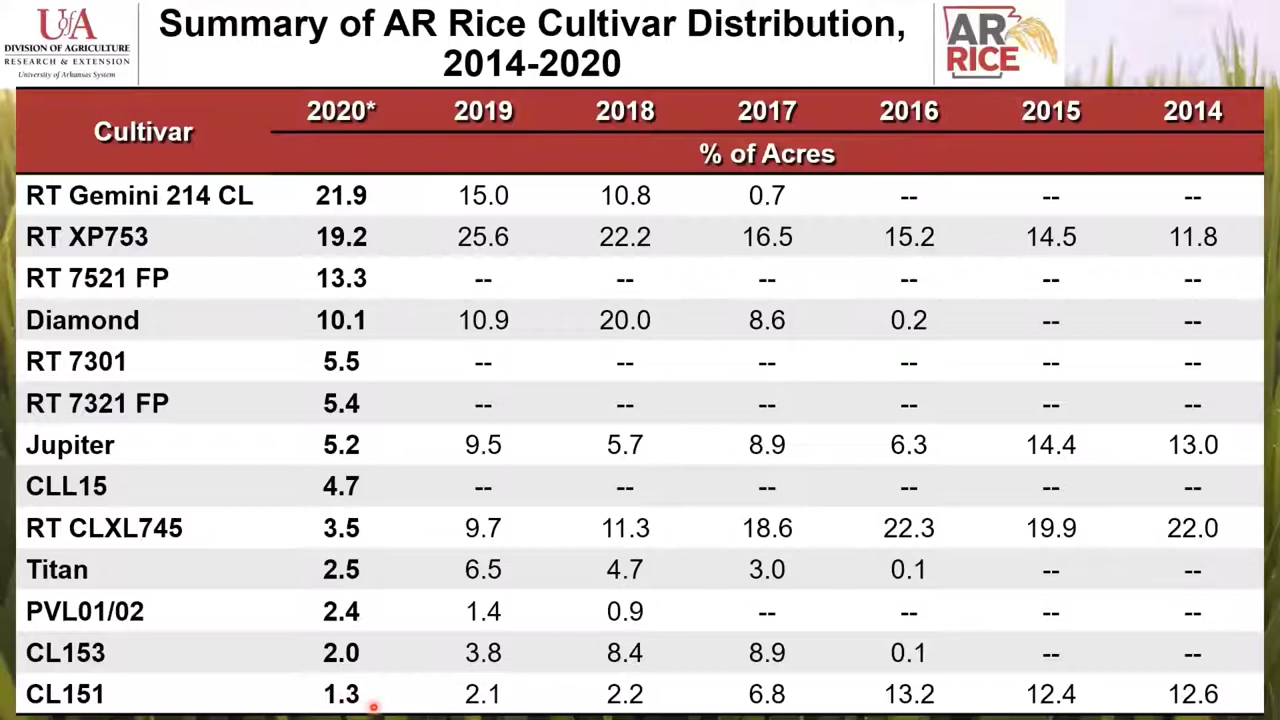 UofA
DIVISION OF AGRICULTURE
RESEARCH & EXTENSION
University of Arkansas System
Summary of AR Rice Cultivar Distribution,
2014-2020
AR
RICE
Cultivar 2020* 2019 2018 2017 2016 2015 2014
% of Acres
RT Gemini 214 CL 21.9 15.0 10.8 0.7 -- -- --
RT XP753 19.2 25.6 22.2 16.5 15.2 14.5 11.8
RT 7521 FP 13.3 -- -- -- -- -- --
Diamond 10.1 10.9 20.0 8.6 0.2 -- --
RT 7301 5.5 -- -- -- -- -- --
RT 7321 FP 5.4 -- -- -- -- -- --
Jupiter 5.2 9.5 5.7 8.9 6.3 14.4 13.0
CLL15 4.7 -- -- -- -- -- --
RT CLXL745 3.5 9.7 11.3 18.6 22.3 19.9 22.0
Titan 2.5 6.5 4.7 3.0 0.1 -- --
PVL01/02 2.4 1.4 0.9 -- -- -- --
CL153 2.0 3.8 8.4 8.9 0.1 -- --
CL151 1.3 2.1 2.2 6.8 13.2 12.4 12.6